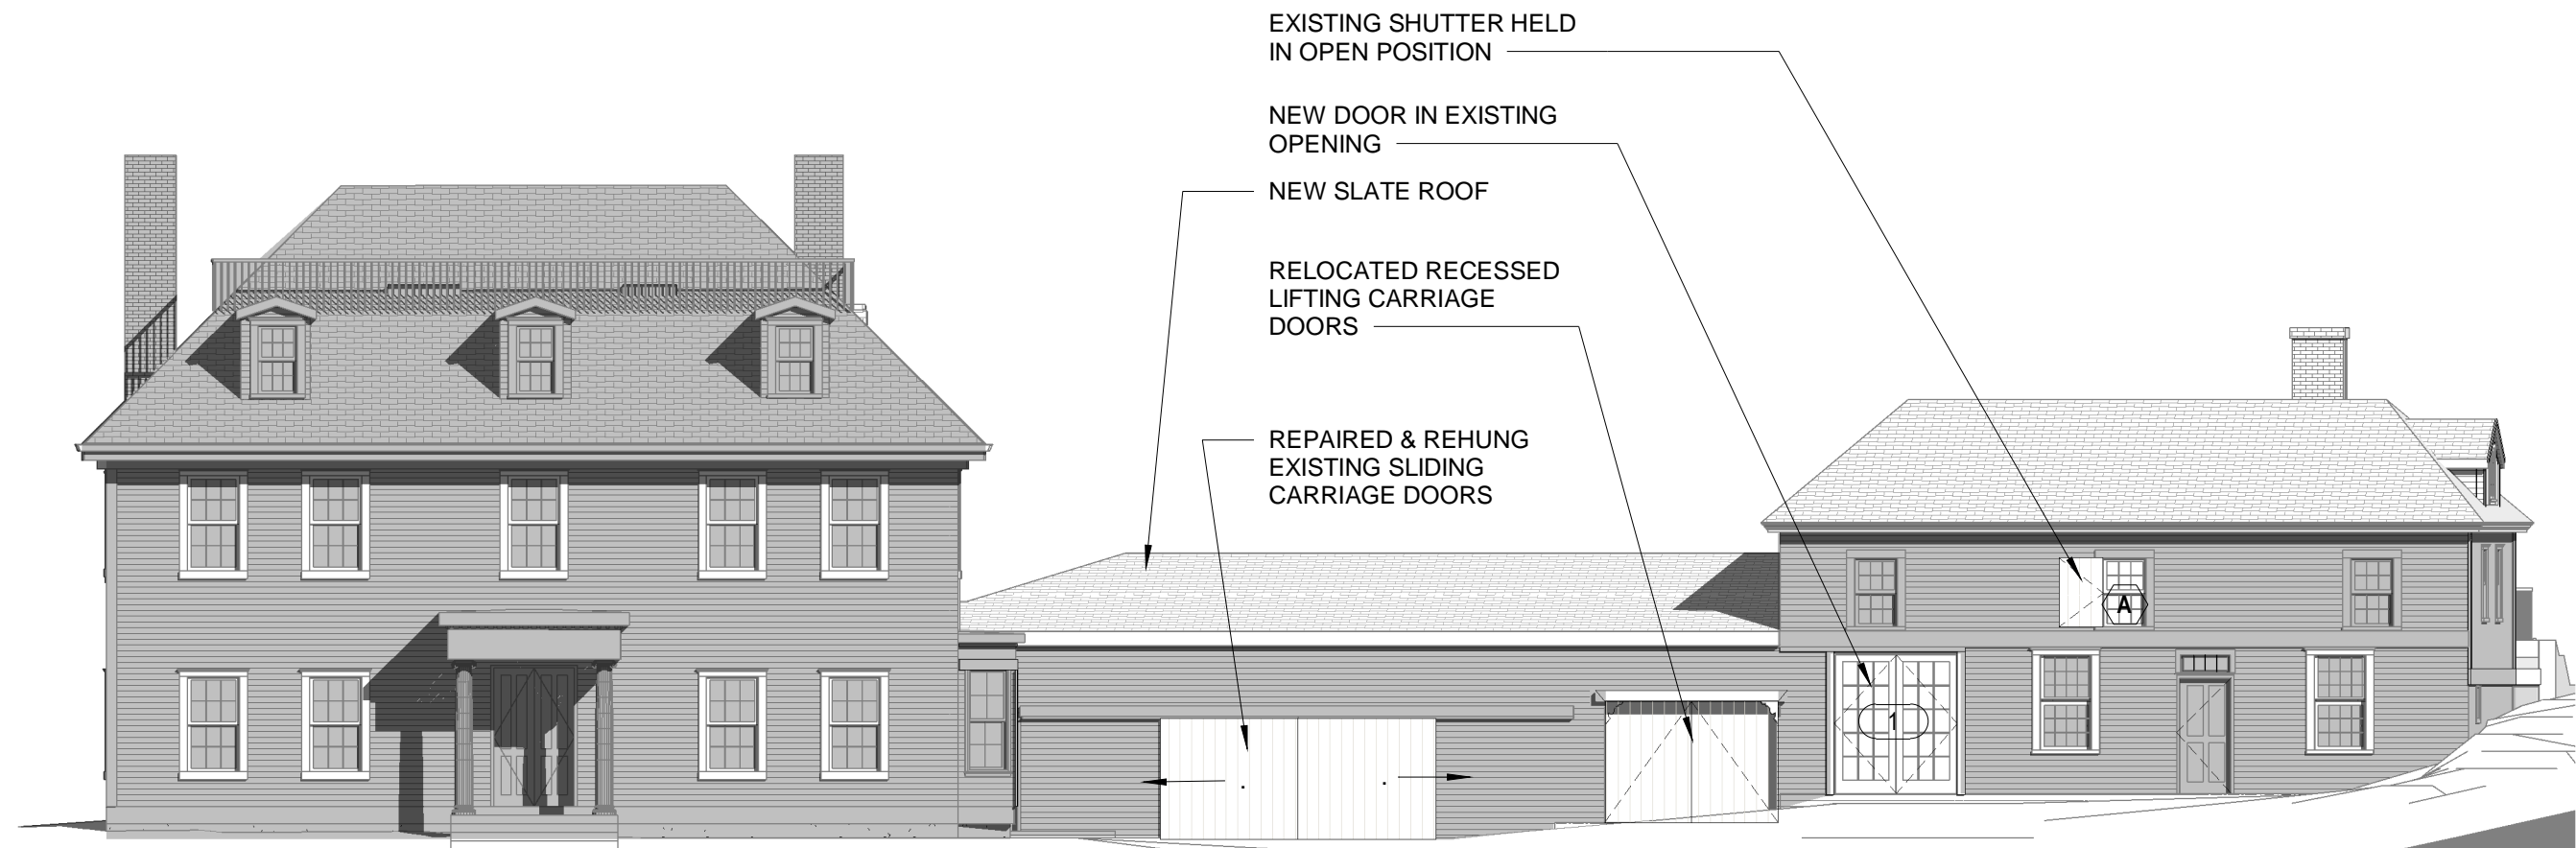 EXISTING SHUTTER HELD
IN OPEN POSITION
NEW DOOR IN EXISTING
OPENING
NEW SLATE ROOF
RELOCATED RECESSED
LIFTING CARRIAGE
DOORS
REPAIRED & REHUNG
EXISTING SLIDING
CARRIAGE DOORS
A
1